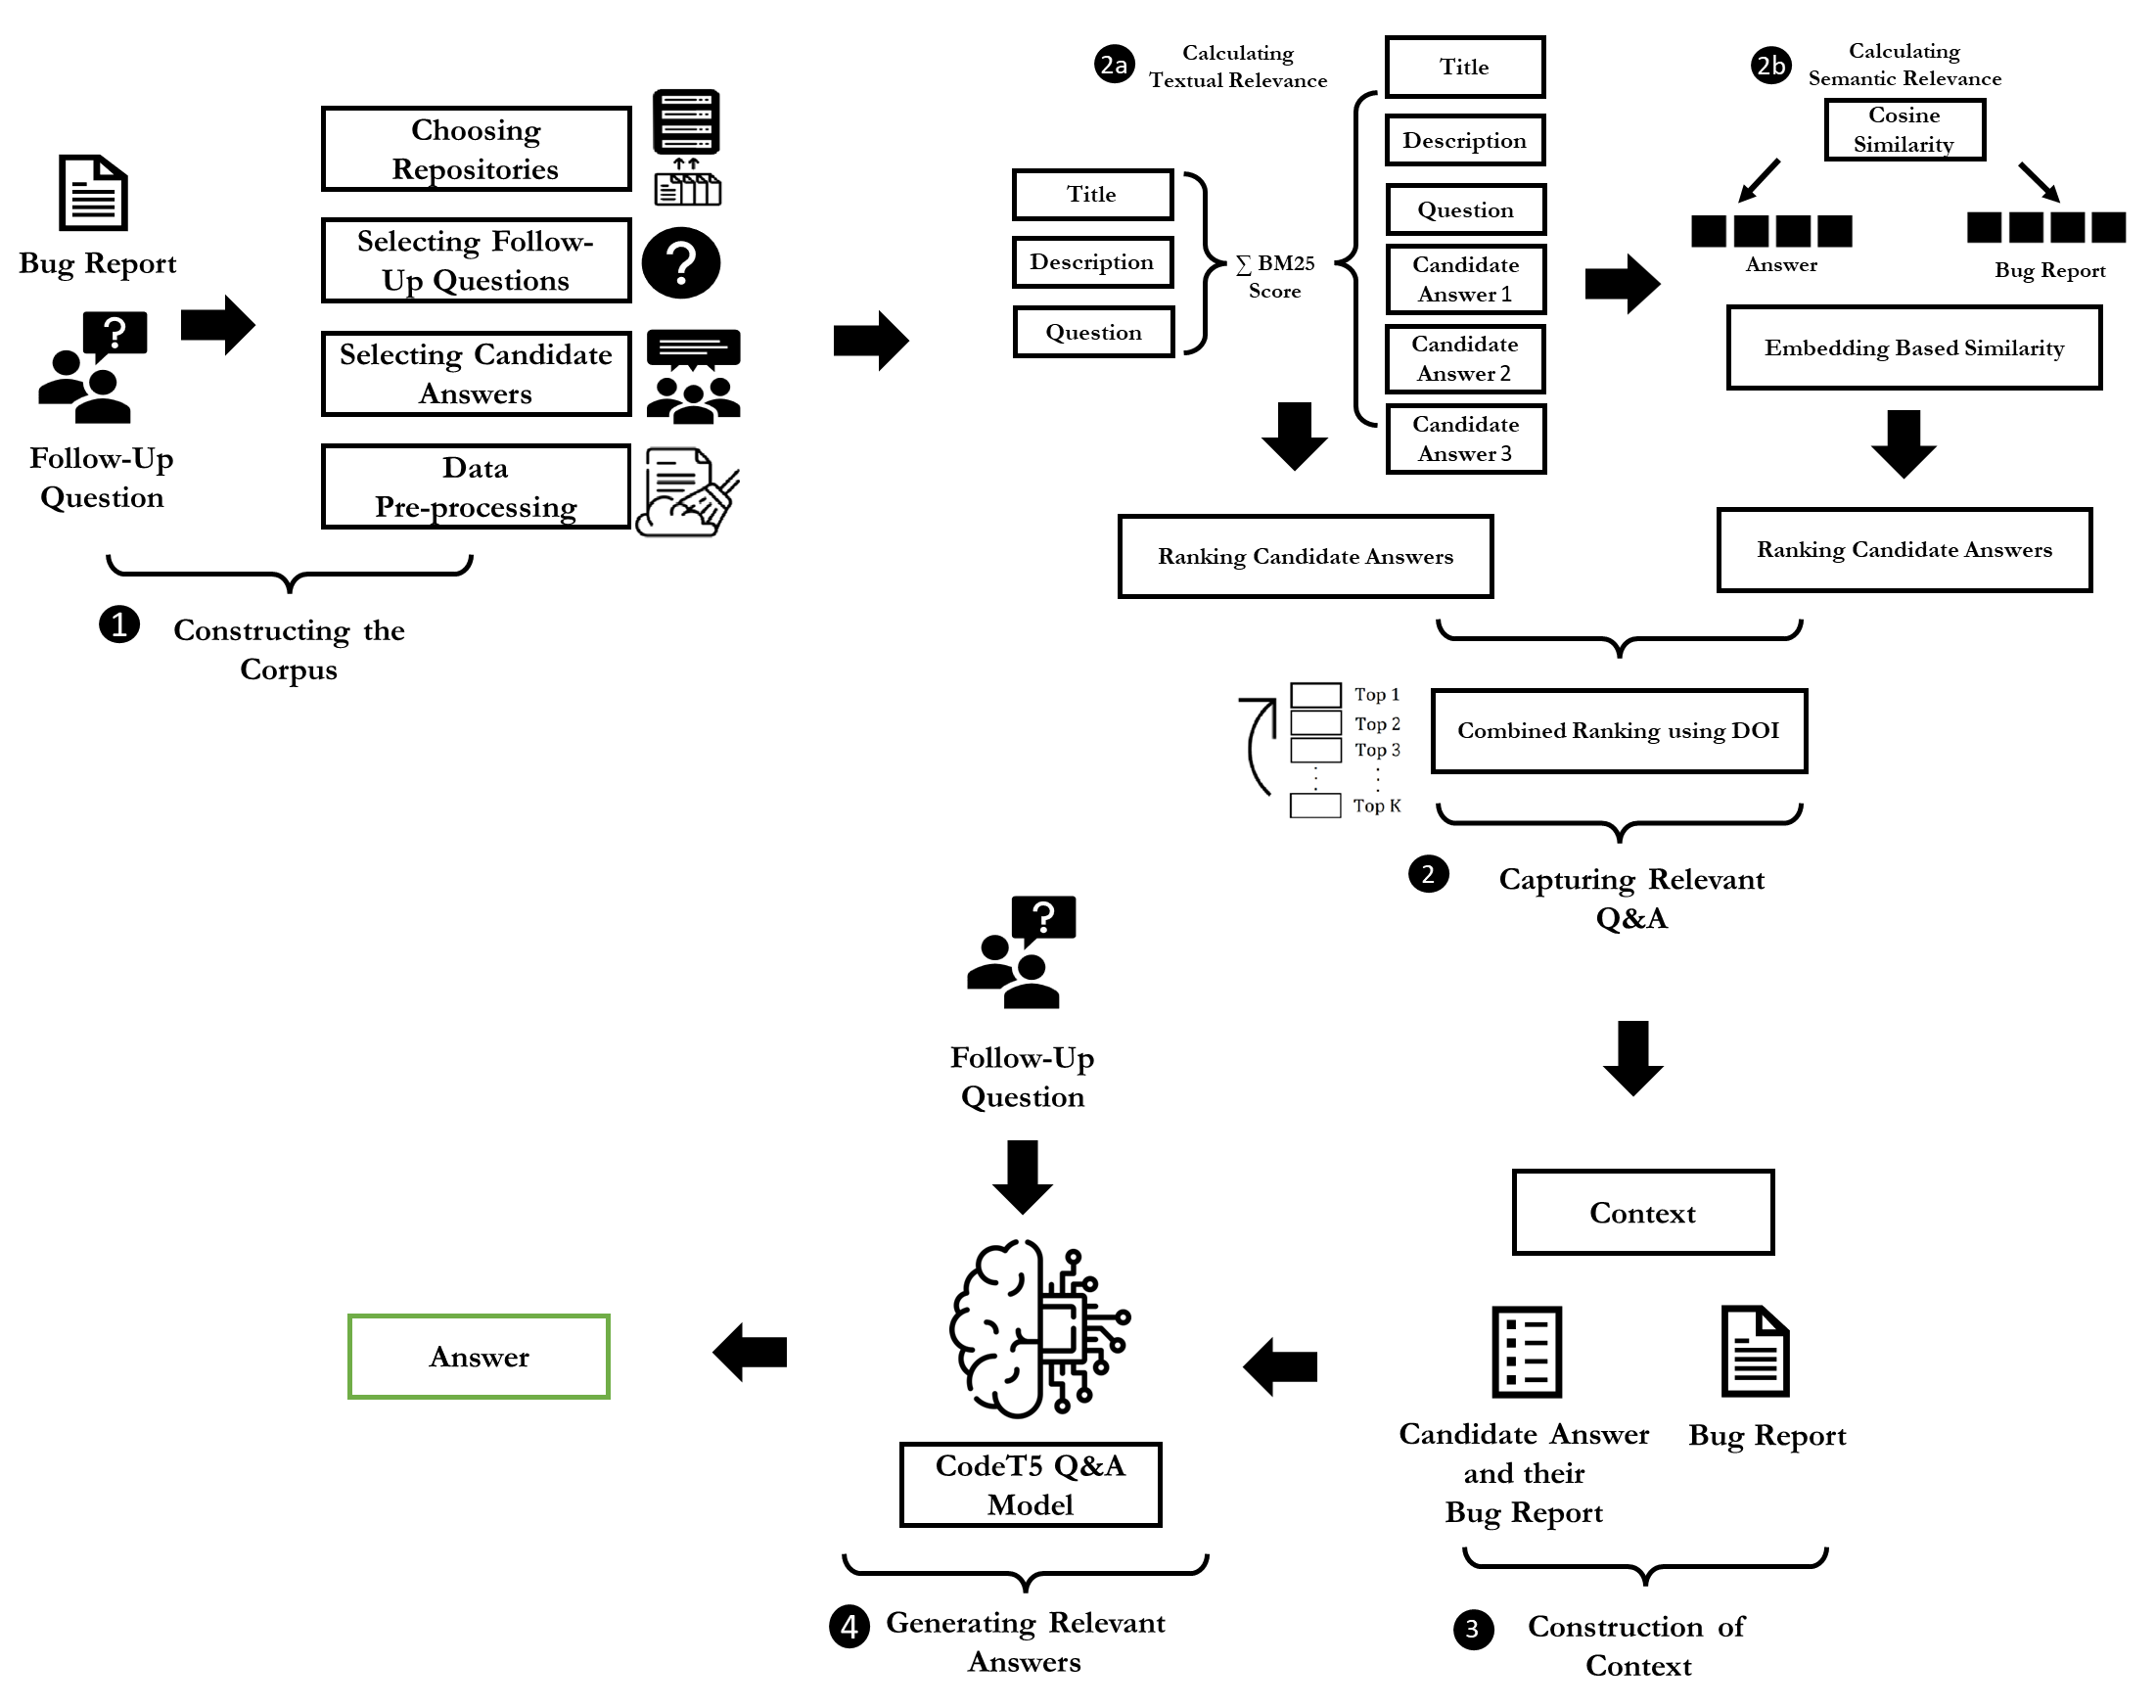 Bug Report
?
Follow-Up
Question
Choosing
Repositories
Selecting Follow-
Up Questions
?
Selecting Candidate
Answers
Data
Pre-processing
1
Constructing the
Corpus
2a
Calculating
Textual Relevance
Title
Description
Question
∑ BM25
Score
Title
Description
Question
Candidate
Answer 1
Candidate
Answer 2
Candidate
Answer 3
Ranking Candidate Answers
2b
Calculating
Semantic Relevance
Cosine
Similarity
Answer
Bug Report
Embedding Based Similarity
Ranking Candidate Answers
Top 1
Top 2
Top 3
Top K
Combined Ranking using DOI
2
Capturing Relevant
Q&A
Context
Candidate Answer
and their
Bug Report
Bug Report
3
Construction of
Context
?
Follow-Up
Question
CodeT5 Q&A
Model
4
Generating Relevant
Answers
Answer